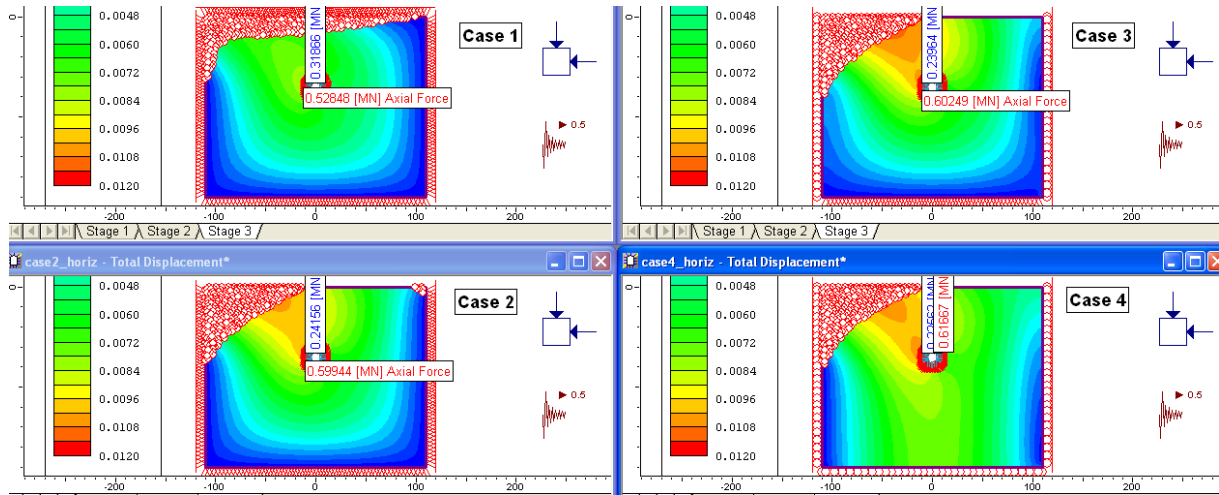 0.0048
0.0060
0.0072
0.0084
0.0096
0.0108
0.0120
0
0.31866 [MN
0.52848 [MN] Axial Force
Case 1
0.5
-200
-100
0
100
200
Stage 1
Stage 2
Stage 3
0.0048
0.0060
0.0072
0.0084
0.0096
0.0108
0.0120
0
0.23964 [MN
0.60249 [MN] Axial Force
Case 3
0.5
-200
-100
0
100
200
Stage 1
Stage 2
Stage 3
case2_horiz - Total Displacement*
0.0048
0.0060
0.0072
0.0084
0.0096
0.0108
0.0120
0
0.24156 [MN
0.59944 [MN] Axial Force
Case 2
0.5
-200
-100
0
100
200
case4_horiz - Total Displacement*
0.0048
0.0060
0.0072
0.0084
0.0096
0.0108
0.0120
0
0.61667 [MN
Case 4
0.5
-200
-100
0
100
200